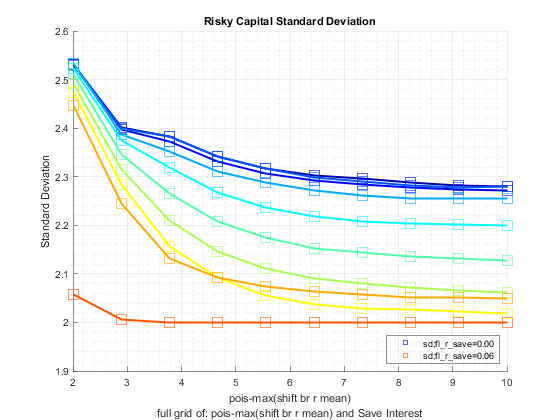 Risky Capital Standard Deviation
2.6
2.5
2.4
2.3
2.2
2.1
2
1.9
Standard Deviation
2
3
4
5
6
7
8
9
10
sd;fl_r_save=0.00
sd;fl_r_save=0.06
pois-max(shift br r mean)
full grid of: pois-max(shift br r mean) and Save Interest